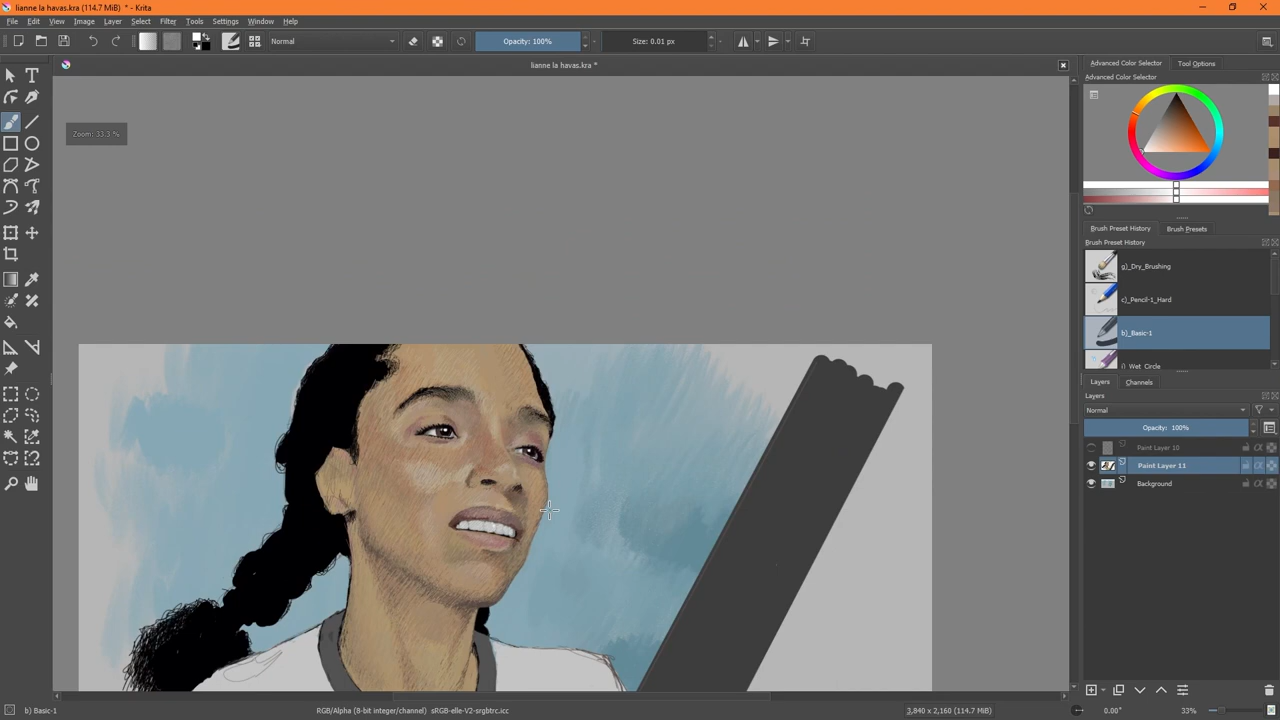 lianne la havas.kra (114.7 MiB) * - Krita
File Edit View Image Layer Select Filter Tools Settings Window Help
Normal Opacity: 100% Size: 0.01 px
lianne la havas.kra *
Advanced Color Selector Tool Options
Advanced Color Selector
Zoom: 33.3 %
Brush Preset History Brush Presets
Brush Preset History
g)_Dry_Brushing
c)_Pencil-1_Hard
b)_Basic-1
i)_Wet_Circle
Layers Channels
Layers
Normal
Opacity: 100%
Paint Layer 10
Paint Layer 11
Background
b) Basic-1 RGB/Alpha (8-bit integer/channel) sRGB-elle-V2-srgbtrc.icc 3,840 x 2,160 (114.7 MiB) 0.00° 33%